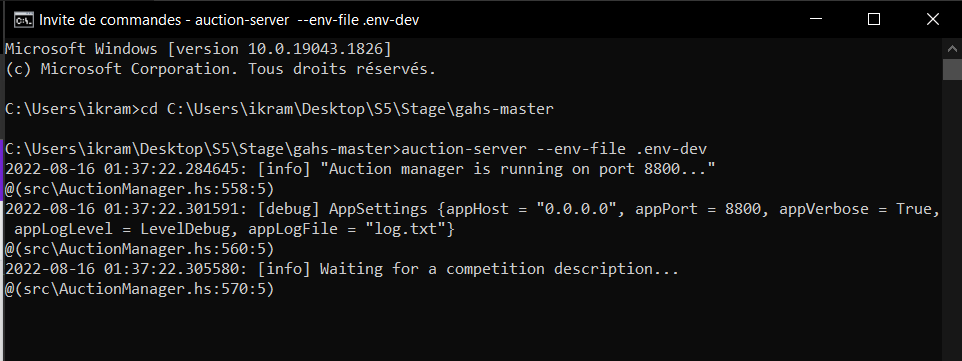 Invite de commandes - auction-server --env-file .env-dev
Microsoft Windows [version 10.0.19043.1826]
(c) Microsoft Corporation. Tous droits réservés.
C:\Users\ikram>cd C:\Users\ikram\Desktop\S5\Stage\gahs-master
C:\Users\ikram\Desktop\S5\Stage\gahs-master>auction-server --env-file .env-dev
2022-08-16 01:37:22.284645: [info] "Auction manager is running on port 8800..."
@(src\AuctionManager.hs:558:5)
2022-08-16 01:37:22.301591: [debug] AppSettings {appHost = "0.0.0.0", appPort = 8800, appVerbose = True,
 appLogLevel = LevelDebug, appLogFile = "log.txt"}
@(src\AuctionManager.hs:560:5)
2022-08-16 01:37:22.305580: [info] Waiting for a competition description...
@(src\AuctionManager.hs:570:5)